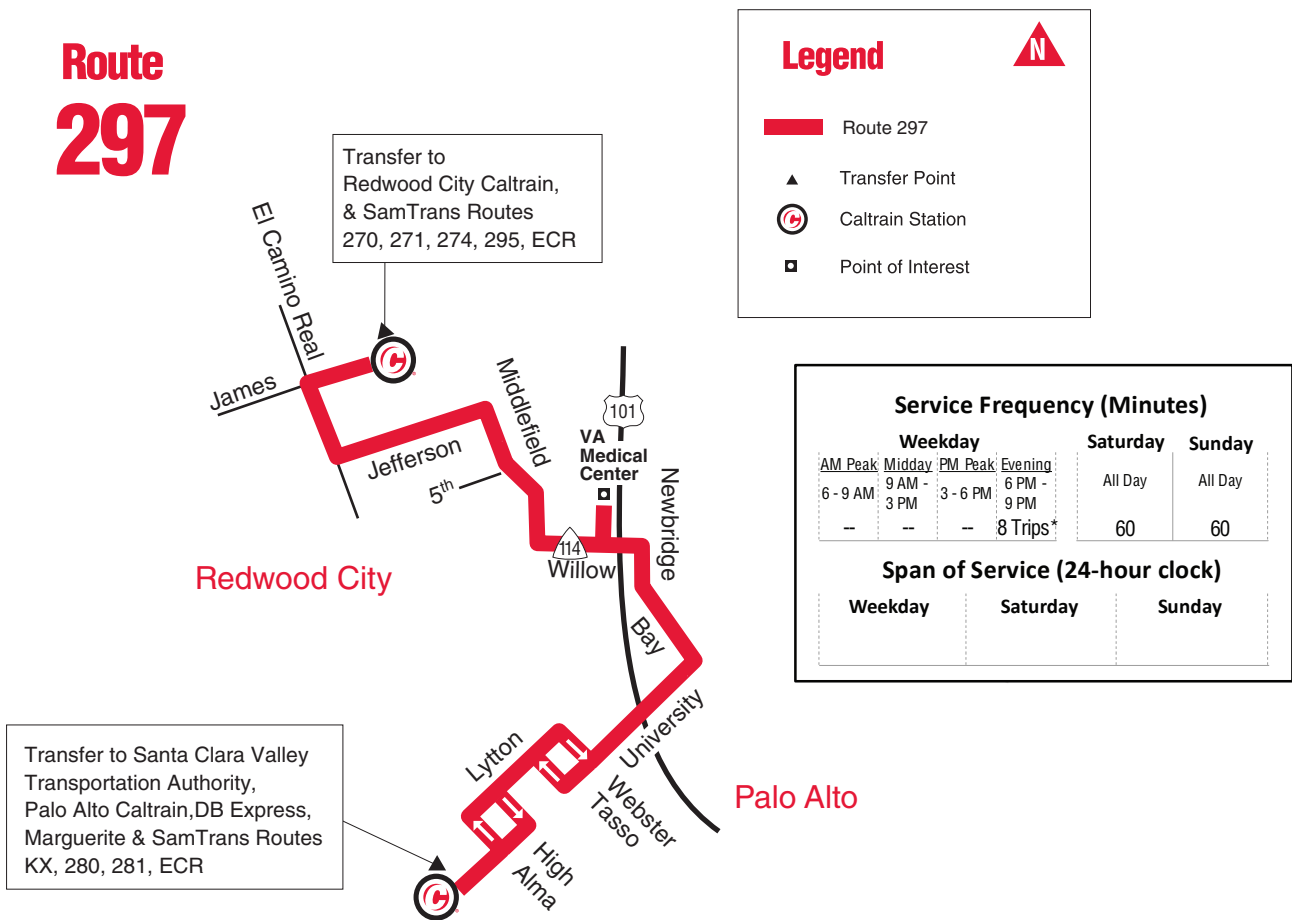 Route
297
Transfer to
Redwood City Caltrain,
& SamTrans Routes
270, 271, 274, 295, ECR
Legend
N
Route 297
Transfer Point
C
Caltrain Station
Point of Interest
El Camino Real
James
C
Jefferson
5th
Middlefield
101
VA
Medical
Center
Newbridge
114
Willow
Redwood City
Bay
University
Lytton
Webster
Tasso
Palo Alto
High
Alma
C
Transfer to Santa Clara Valley
Transportation Authority,
Palo Alto Caltrain,DB Express,
Marguerite & SamTrans Routes
KX, 280, 281, ECR
Service Frequency (Minutes)
Weekday Saturday Sunday
AM Peak Midday PM Peak Evening
6 - 9 AM 9 AM - 3 PM 3 - 6 PM 6 PM - 9 PM All Day All Day
-- -- -- 8 Trips* 60 60
Span of Service (24-hour clock)
Weekday Saturday Sunday